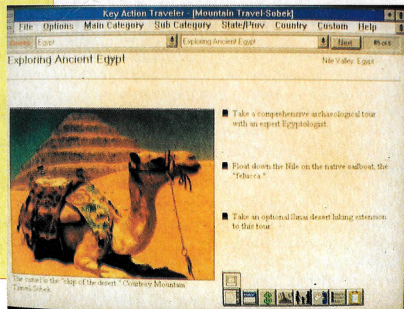 Key Action Traveler - [Mountain Travel-Sobek]
File Options Main Category Sub Category State/Prov. Country Custom Help
Egypt Exploring Ancient Egypt Next
Exploring Ancient Egypt Nile Valley Egypt
Take a comprehensive archaeological tour
with an expert Egyptologist.
Float down the Nile on the native sailboat, the
"felucca."
Take an optional Sinai desert hiking extension
to this tour.
The camel is the "ship of the desert." Courtesy Mountain
Travel-Sobek.